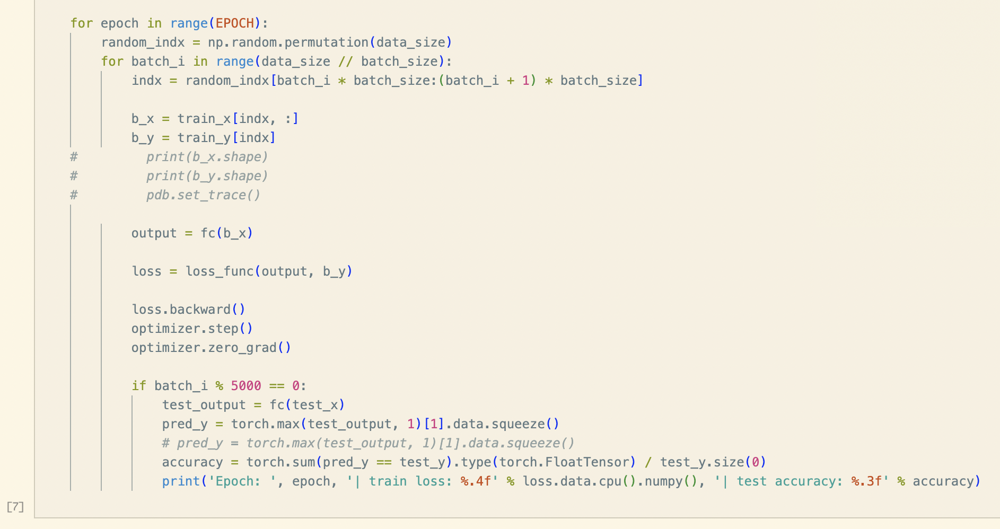 for epoch in range(EPOCH):
    random_indx = np.random.permutation(data_size)
    for batch_i in range(data_size // batch_size):
        indx = random_indx[batch_i * batch_size:(batch_i + 1) * batch_size]
        b_x = train_x[indx, :]
        b_y = train_y[indx]
#         print(b_x.shape)
#         print(b_y.shape)
#         pdb.set_trace()
        output = fc(b_x)
        loss = loss_func(output, b_y)
        loss.backward()
        optimizer.step()
        optimizer.zero_grad()
        if batch_i % 5000 == 0:
            test_output = fc(test_x)
            pred_y = torch.max(test_output, 1)[1].data.squeeze()
            # pred_y = torch.max(test_output, 1)[1].data.squeeze()
            accuracy = torch.sum(pred_y == test_y).type(torch.FloatTensor) / test_y.size(0)
            print('Epoch: ', epoch, '| train loss: %.4f' % loss.data.cpu().numpy(), '| test accuracy: %.3f' % accuracy)
[7]